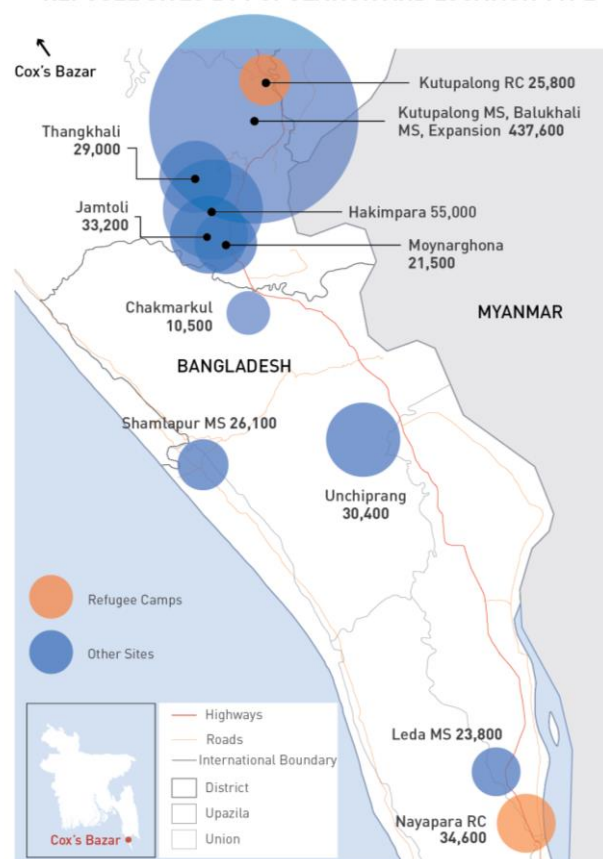 Cox's Bazar
Kutupalong RC 25,800
Kutupalong MS, Balukhali
MS, Expansion 437,600
Thangkhali
29,000
Jamtoli
33,200
Hakimpara 55,000
Moynarghona
21,500
Chakmarkul
10,500
MYANMAR
BANGLADESH
Shamlapur MS 26,100
Unchiprang
30,400
Refugee Camps
Other Sites
Leda MS 23,800
Nayapara RC
34,600
Highways
Roads
International Boundary
District
Upazila
Union
Cox's Bazar